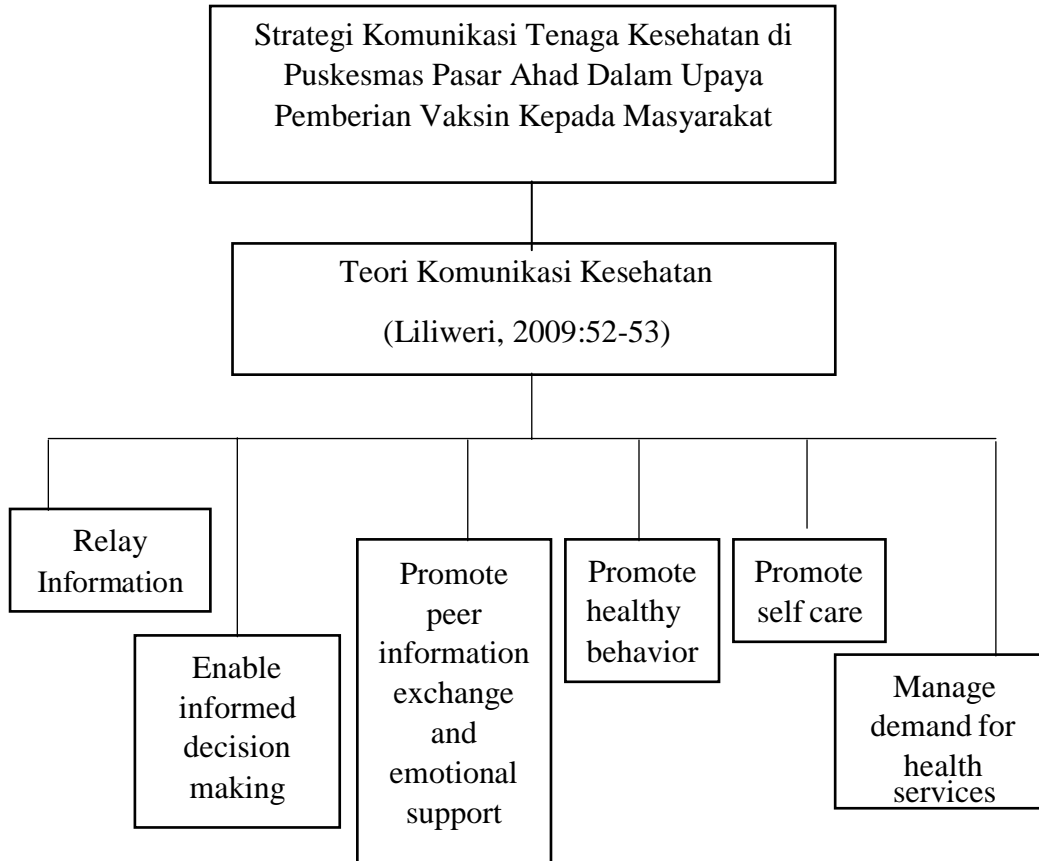 Strategi Komunikasi Tenaga Kesehatan di
Puskesmas Pasar Ahad Dalam Upaya
Pemberian Vaksin Kepada Masyarakat
Teori Komunikasi Kesehatan
(Liliweri, 2009:52-53)
Relay
Information
Enable
informed
decision
making
Promote
peer
information
exchange
and
emotional
support
Promote
healthy
behavior
Promote
self care
Manage
demand for
health
services